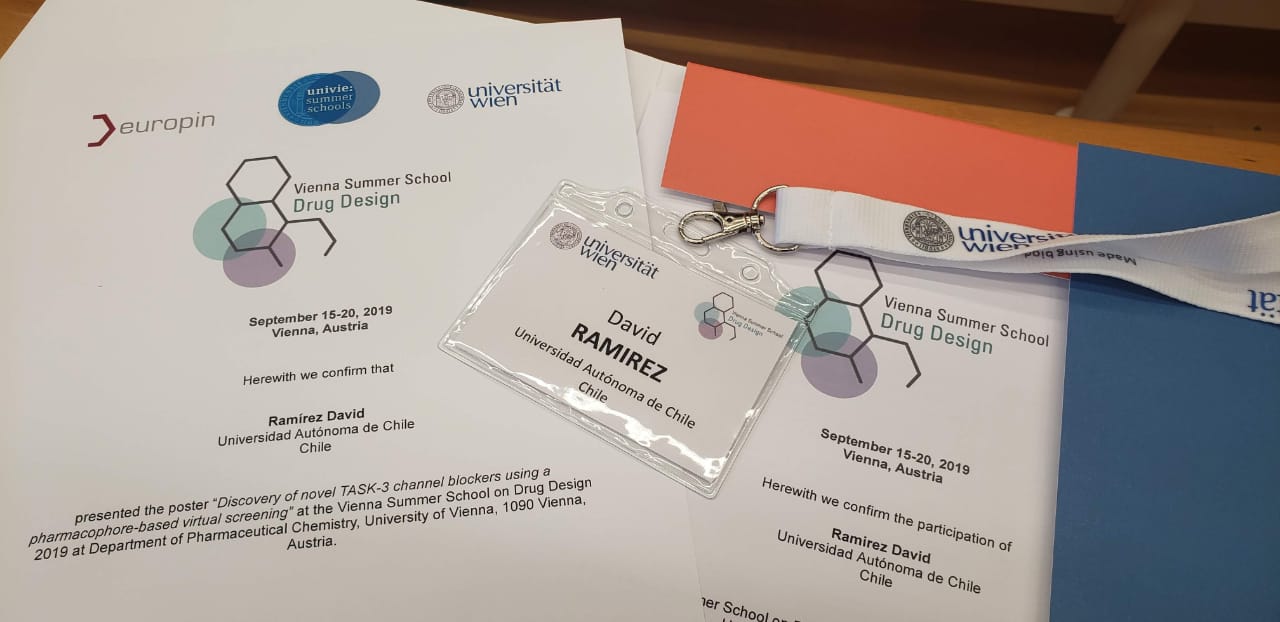 europin
univie:
summer
schools
universität
wien
Vienna Summer School
Drug Design
September 15-20, 2019
Vienna, Austria
Herewith we confirm that
Ramírez David
Universidad Autónoma de Chile
Chile
presented the poster "Discovery of novel TASK-3 channel blockers using a
pharmacophore-based virtual screening" at the Vienna Summer School on Drug Design
2019 at Department of Pharmaceutical Chemistry, University of Vienna, 1090 Vienna,
Austria.
universität
wien
Vienna Summer School
Drug Design
David
RAMIREZ
Universidad Autónoma de Chile
Chile
universität
wien
Made using
Vienna Summer School
Drug Design
September 15-20, 2019
Vienna, Austria
Herewith we confirm the participation of
Ramirez David
Universidad Autónoma de Chile
Chile
mer School on